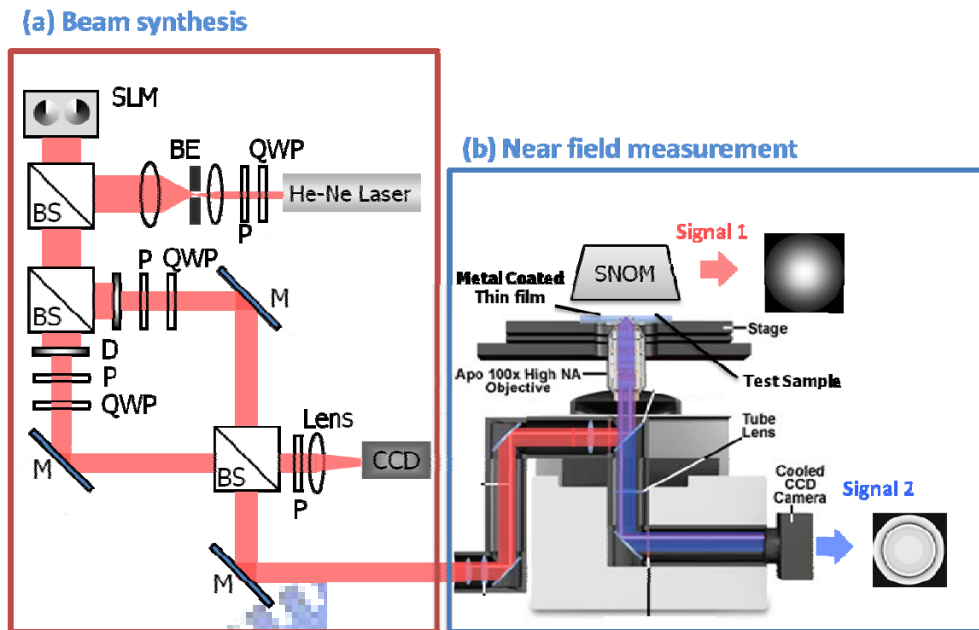 (a) Beam synthesis
SLM
BE
QWP
BS
He-Ne Laser
P
P
QWP
M
BS
D
P
QWP
Lens
M
BS
CCD
P
M
(b) Near field measurement
Signal 1
SNOM
Metal Coated
Thin film
Stage
Apo 100x High NA
Objective
Test Sample
Tube
Lens
Cooled
CCD
Camera
Signal 2